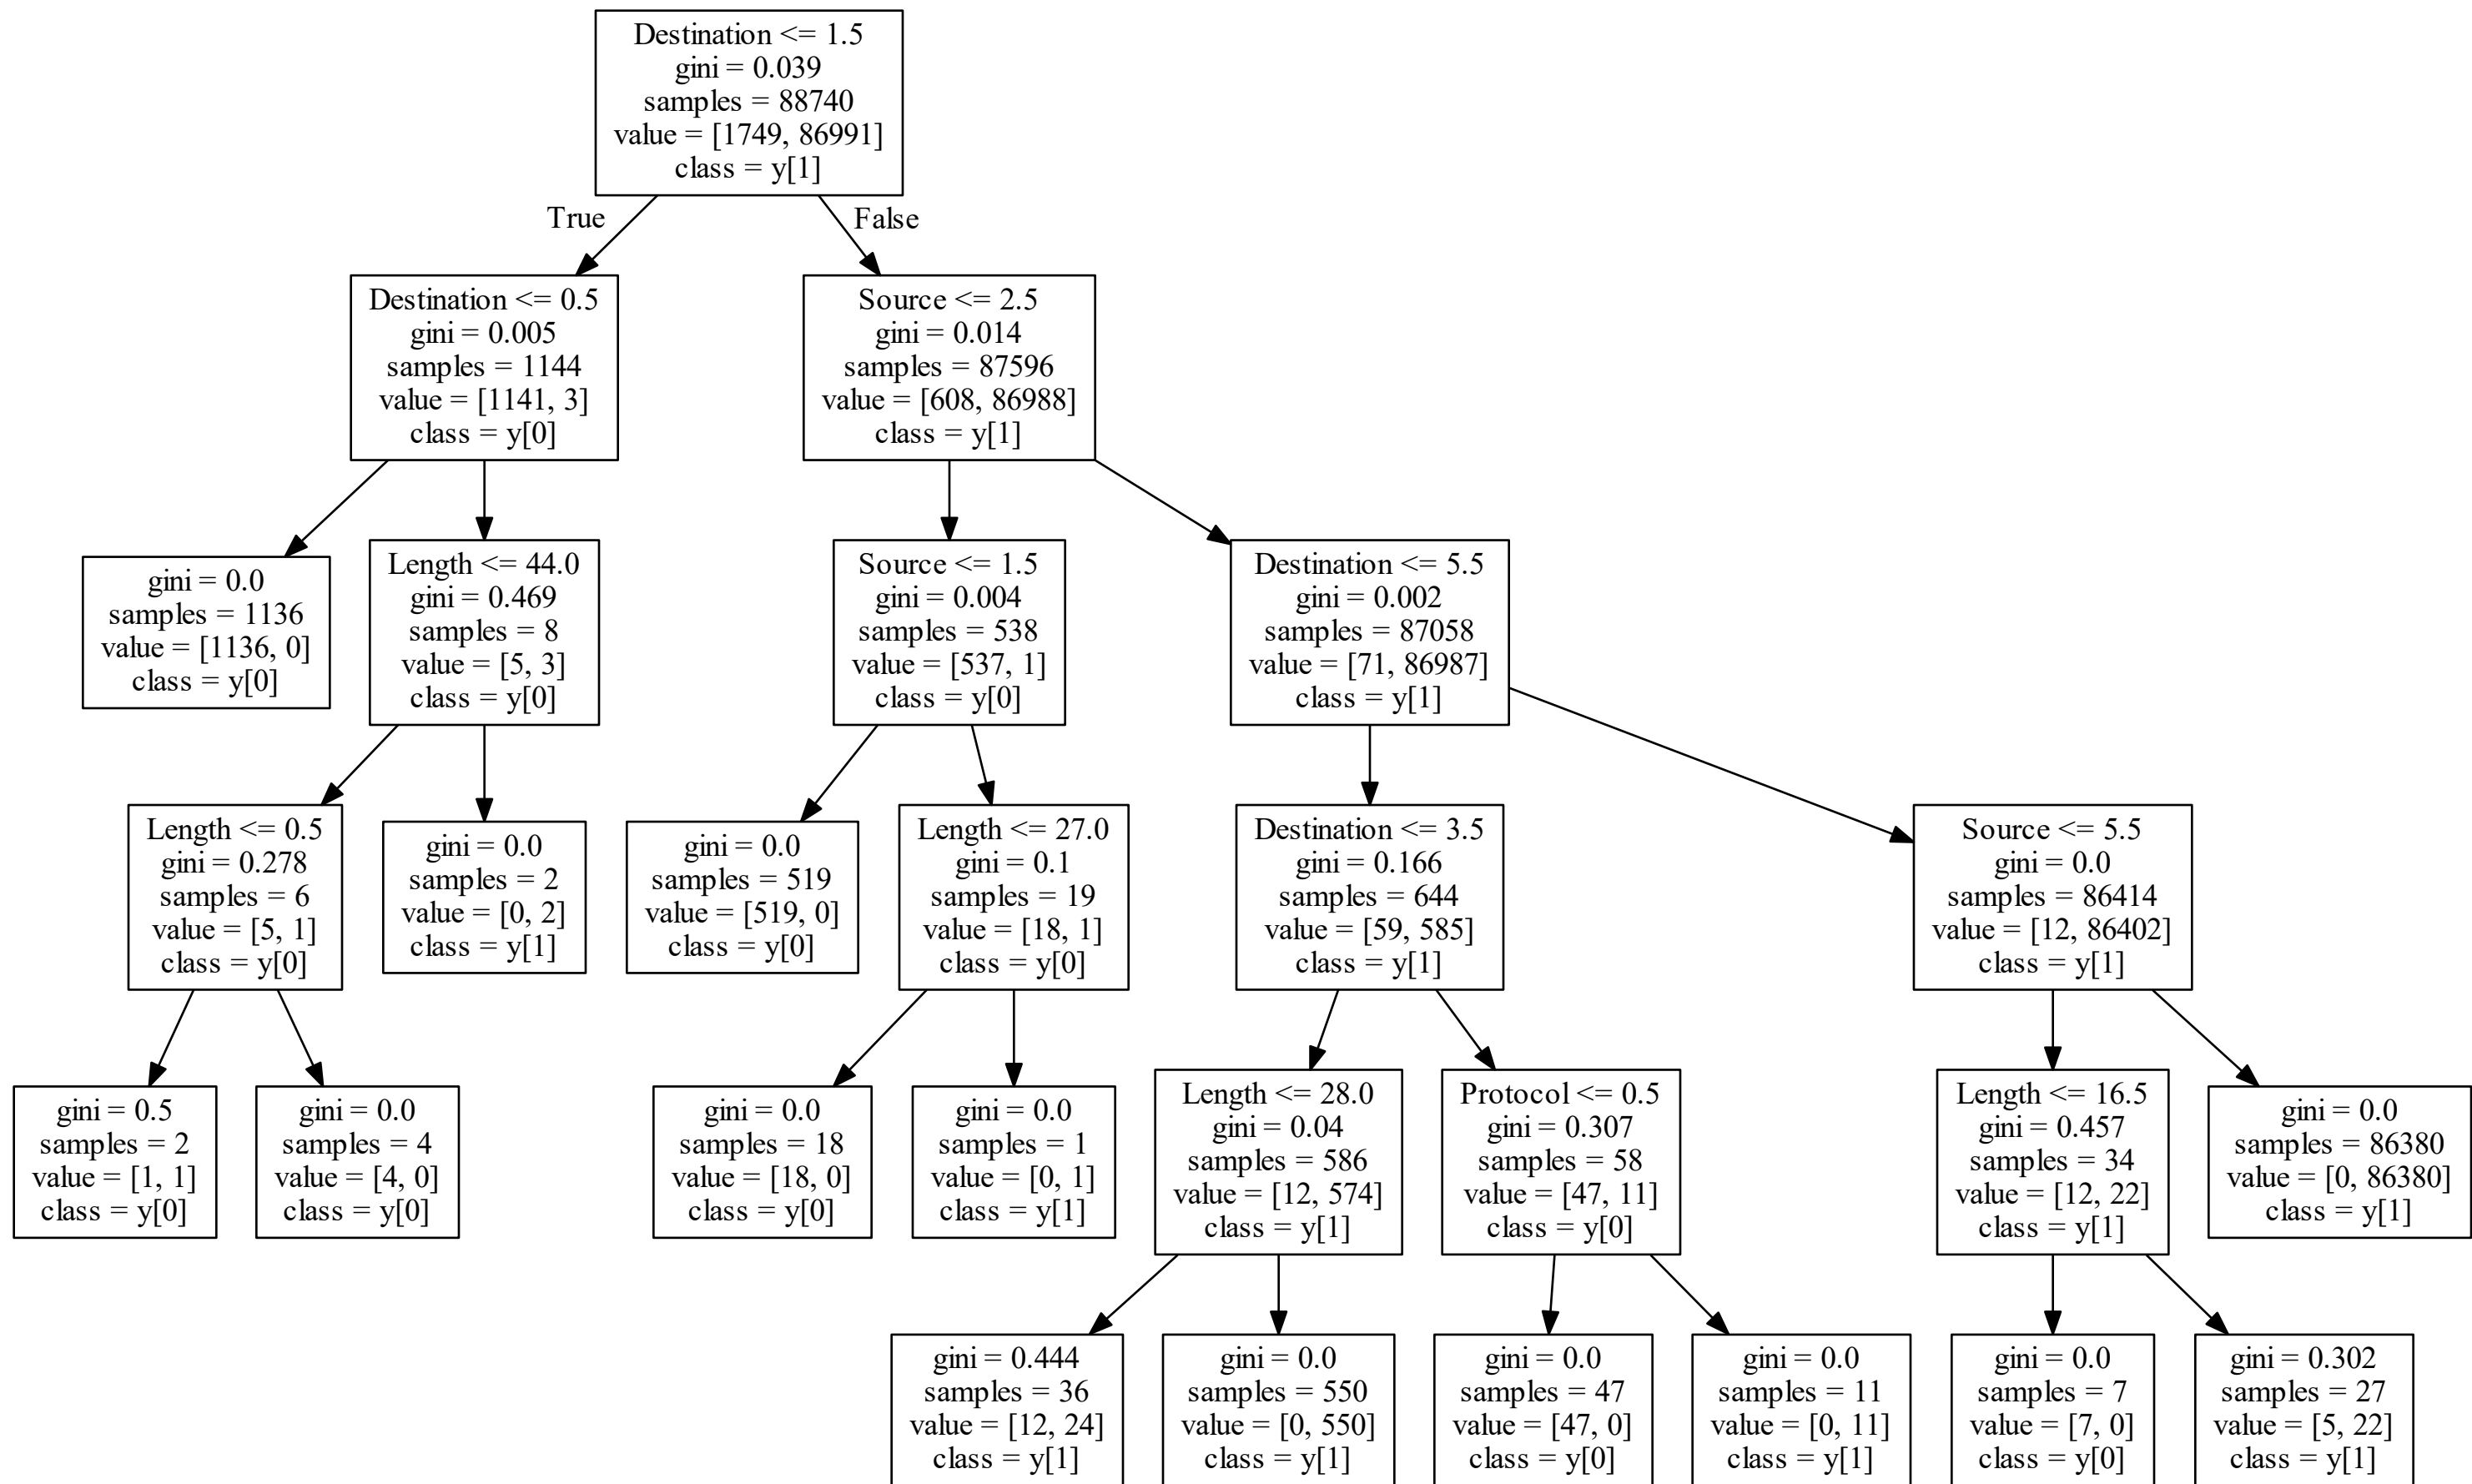 Destination <= 1.5
gini = 0.039
samples = 88740
value = [1749, 86991]
class = y[1]
True
False
Destination <= 0.5
gini = 0.005
samples = 1144
value = [1141, 3]
class = y[0]
Source <= 2.5
gini = 0.014
samples = 87596
value = [608, 86988]
class = y[1]
gini = 0.0
samples = 1136
value = [1136, 0]
class = y[0]
Length <= 44.0
gini = 0.469
samples = 8
value = [5, 3]
class = y[0]
Source <= 1.5
gini = 0.004
samples = 538
value = [537, 1]
class = y[0]
Destination <= 5.5
gini = 0.002
samples = 87058
value = [71, 86987]
class = y[1]
Length <= 0.5
gini = 0.278
samples = 6
value = [5, 1]
class = y[0]
gini = 0.0
samples = 2
value = [0, 2]
class = y[1]
gini = 0.0
samples = 519
value = [519, 0]
class = y[0]
Length <= 27.0
gini = 0.1
samples = 19
value = [18, 1]
class = y[0]
Destination <= 3.5
gini = 0.166
samples = 644
value = [59, 585]
class = y[1]
Source <= 5.5
gini = 0.0
samples = 86414
value = [12, 86402]
class = y[1]
gini = 0.5
samples = 2
value = [1, 1]
class = y[0]
gini = 0.0
samples = 4
value = [4, 0]
class = y[0]
gini = 0.0
samples = 18
value = [18, 0]
class = y[0]
gini = 0.0
samples = 1
value = [0, 1]
class = y[1]
Length <= 28.0
gini = 0.04
samples = 586
value = [12, 574]
class = y[1]
Protocol <= 0.5
gini = 0.307
samples = 58
value = [47, 11]
class = y[0]
Length <= 16.5
gini = 0.457
samples = 34
value = [12, 22]
class = y[1]
gini = 0.0
samples = 86380
value = [0, 86380]
class = y[1]
gini = 0.444
samples = 36
value = [12, 24]
class = y[1]
gini = 0.0
samples = 550
value = [0, 550]
class = y[1]
gini = 0.0
samples = 47
value = [47, 0]
class = y[0]
gini = 0.0
samples = 11
value = [0, 11]
class = y[1]
gini = 0.0
samples = 7
value = [7, 0]
class = y[0]
gini = 0.302
samples = 27
value = [5, 22]
class = y[1]